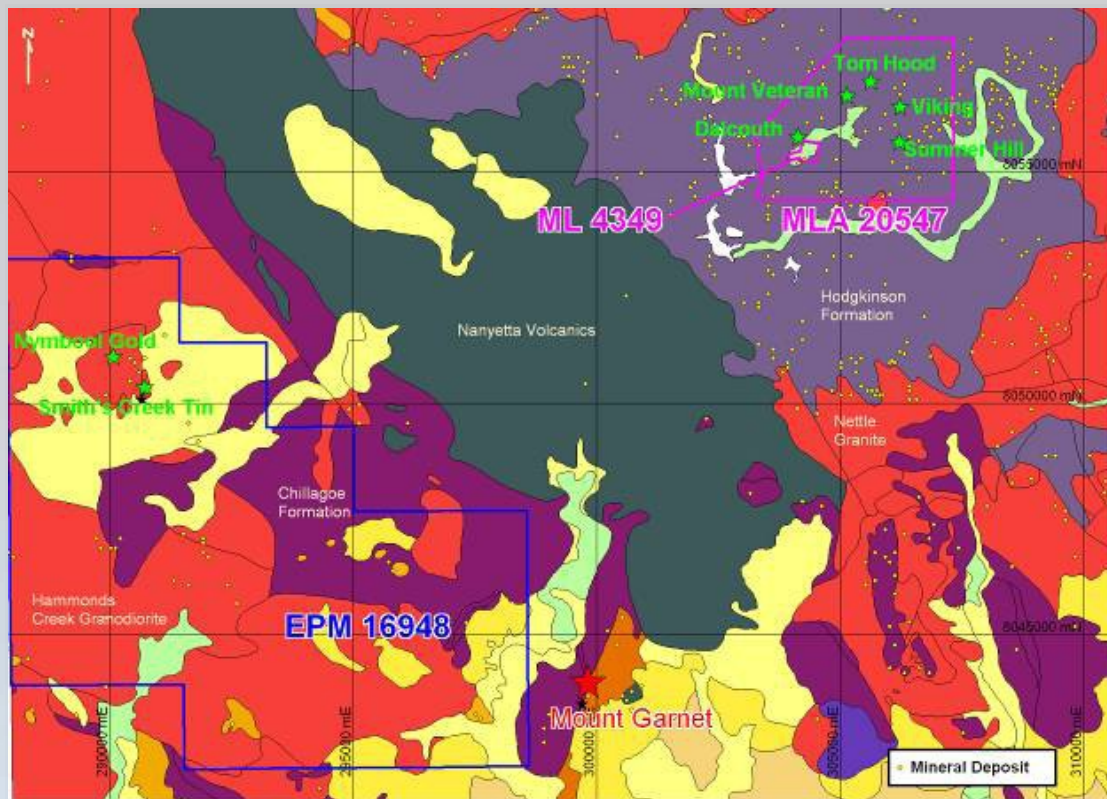 N
Tom Hood
Mount Veteran
Viking
Dalcouth
Summer Hill
8055000 mN
ML 4349
MLA 20547
Hodgkinson
Formation
Nanyetta Volcanics
Nymbool Gold
Smith's Creek Tin
8050000 mN
Nettle
Granite
Chillagoe
Formation
Hammonds
Creek Granodiorite
EPM 16948
8045000 mN
Mount Garnet
290000 mE
295000 mE
300000
305000 mE
310000 mE
Mineral Deposit